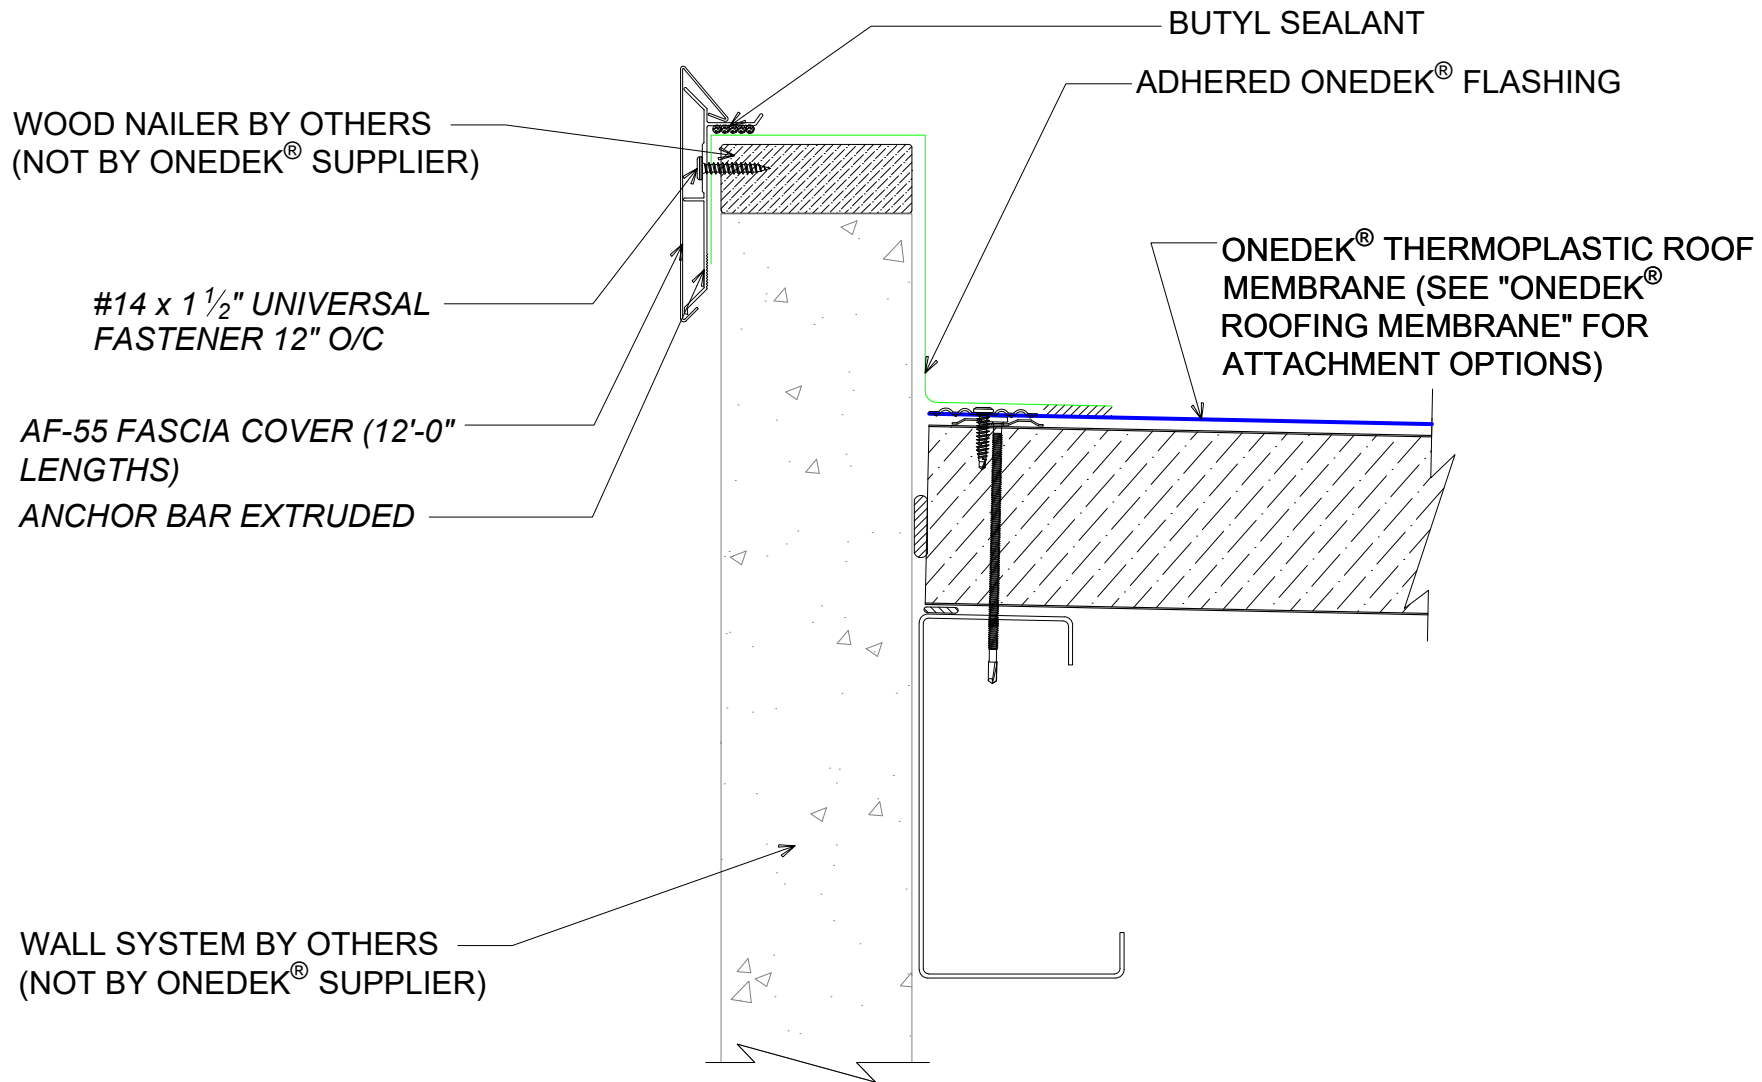 BUTYL SEALANT
ADHERED ONEDEK® FLASHING
WOOD NAILER BY OTHERS
(NOT BY ONEDEK® SUPPLIER)
ONEDEK® THERMOPLASTIC ROOF
MEMBRANE (SEE "ONEDEK®
ROOFING MEMBRANE" FOR
ATTACHMENT OPTIONS)
#14 x 1 ½" UNIVERSAL
FASTENER 12" O/C
AF-55 FASCIA COVER (12'-0"
LENGTHS)
ANCHOR BAR EXTRUDED
WALL SYSTEM BY OTHERS
(NOT BY ONEDEK® SUPPLIER)